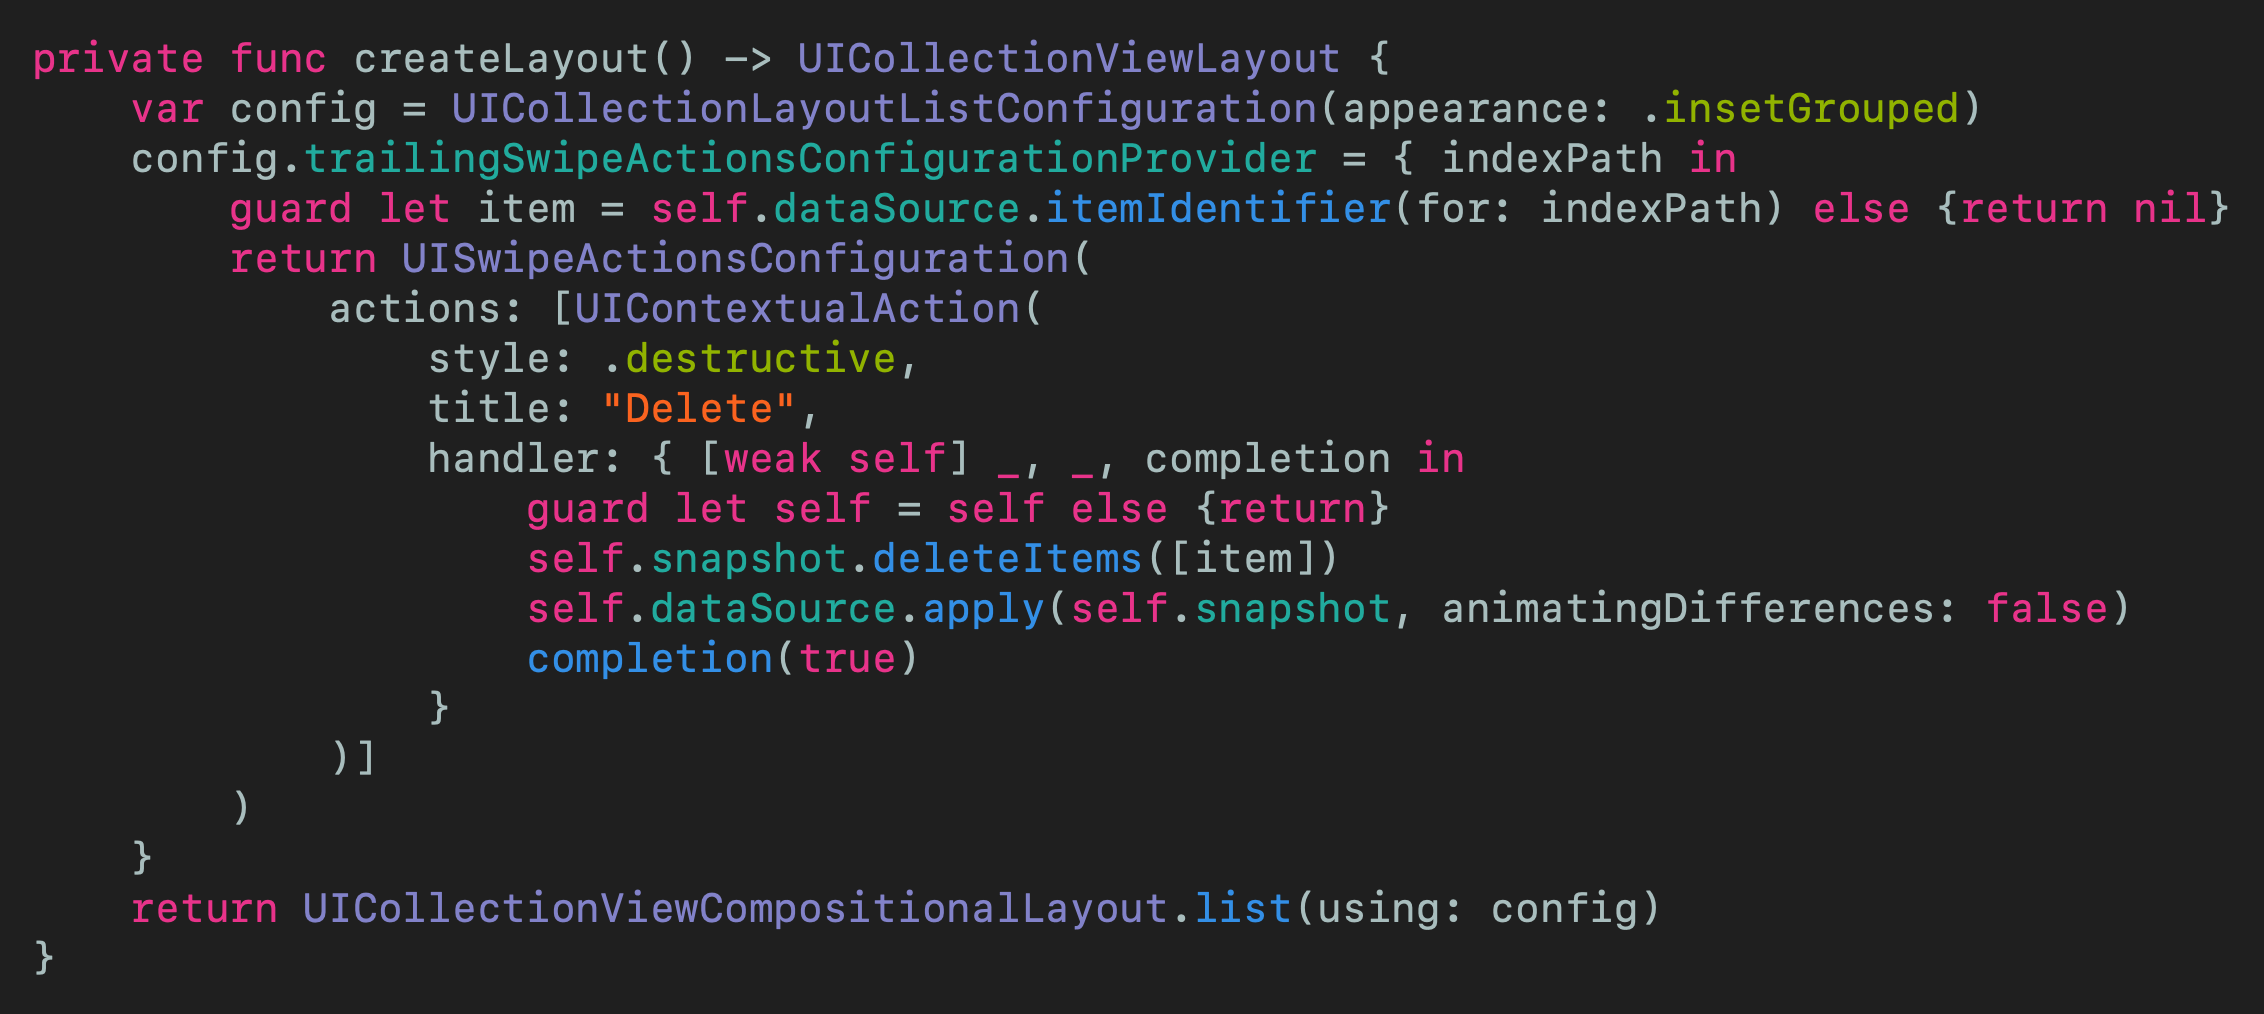 private func createLayout() -> UICollectionViewLayout {
    var config = UICollectionLayoutListConfiguration(appearance: .insetGrouped)
    config.trailingSwipeActionsConfigurationProvider = { indexPath in
        guard let item = self.dataSource.itemIdentifier(for: indexPath) else {return nil}
        return UISwipeActionsConfiguration(
            actions: [UIContextualAction(
                style: .destructive,
                title: "Delete",
                handler: { [weak self] _, _, completion in
                    guard let self = self else {return}
                    self.snapshot.deleteItems([item])
                    self.dataSource.apply(self.snapshot, animatingDifferences: false)
                    completion(true)
                }
            )]
        )
    }
    return UICollectionViewCompositionalLayout.list(using: config)
}